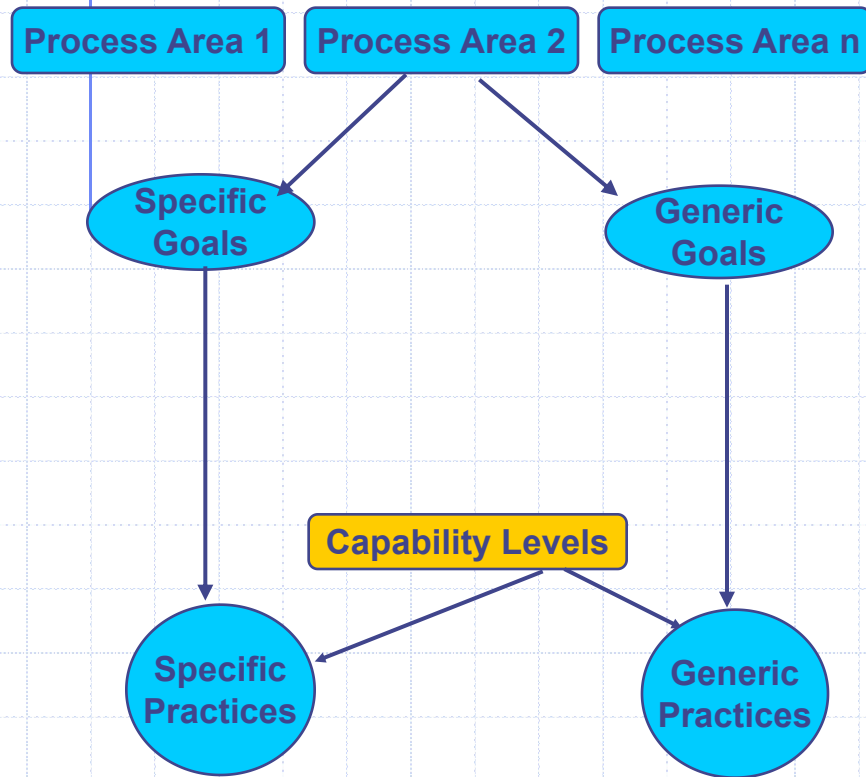 Process Area 1
Process Area 2
Process Area n
Specific
Goals
Generic
Goals
Capability Levels
Specific
Practices
Generic
Practices